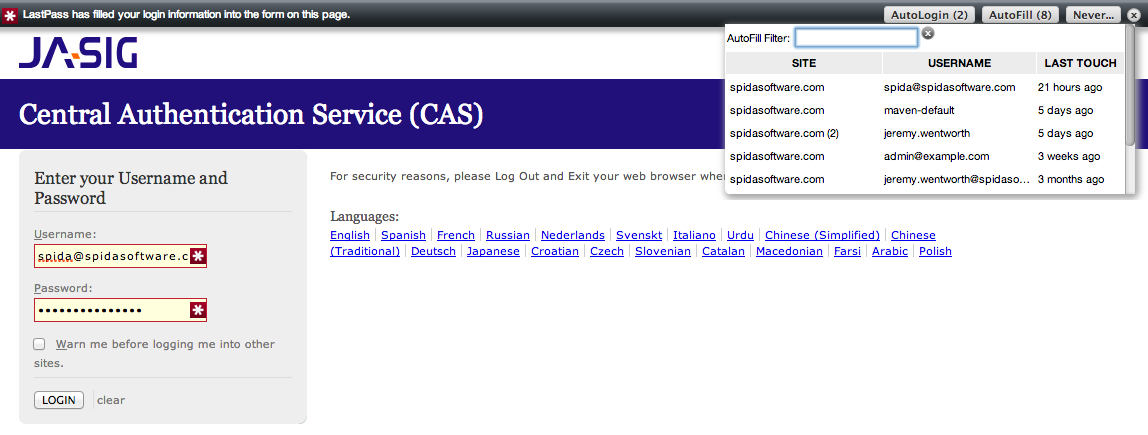 LastPass has filled your login information into the form on this page.
AutoLogin (2) AutoFill (8) Never...
AutoFill Filter:
SITE USERNAME LAST TOUCH
spidasoftware.com spida@spidasoftware.com 21 hours ago
spidasoftware.com maven-default 5 days ago
spidasoftware.com (2) jeremy.wentworth 5 days ago
spidasoftware.com admin@example.com 3 weeks ago
spidasoftware.com jeremy.wentworth@spidaso... 3 months ago
JA-SIG
Central Authentication Service (CAS)
Enter your Username and
Password
Username:
spida@spidasoftware.c
Password:
•••••••••••••••
Warn me before logging me into other
sites.
LOGIN clear
For security reasons, please Log Out and Exit your web browser
Languages:
English Spanish French Russian Nederlands Svenskt Italiano Urdu Chinese (Simplified) Chinese
(Traditional) Deutsch Japanese Croatian Czech Slovenian Catalan Macedonian Farsi Arabic Polish